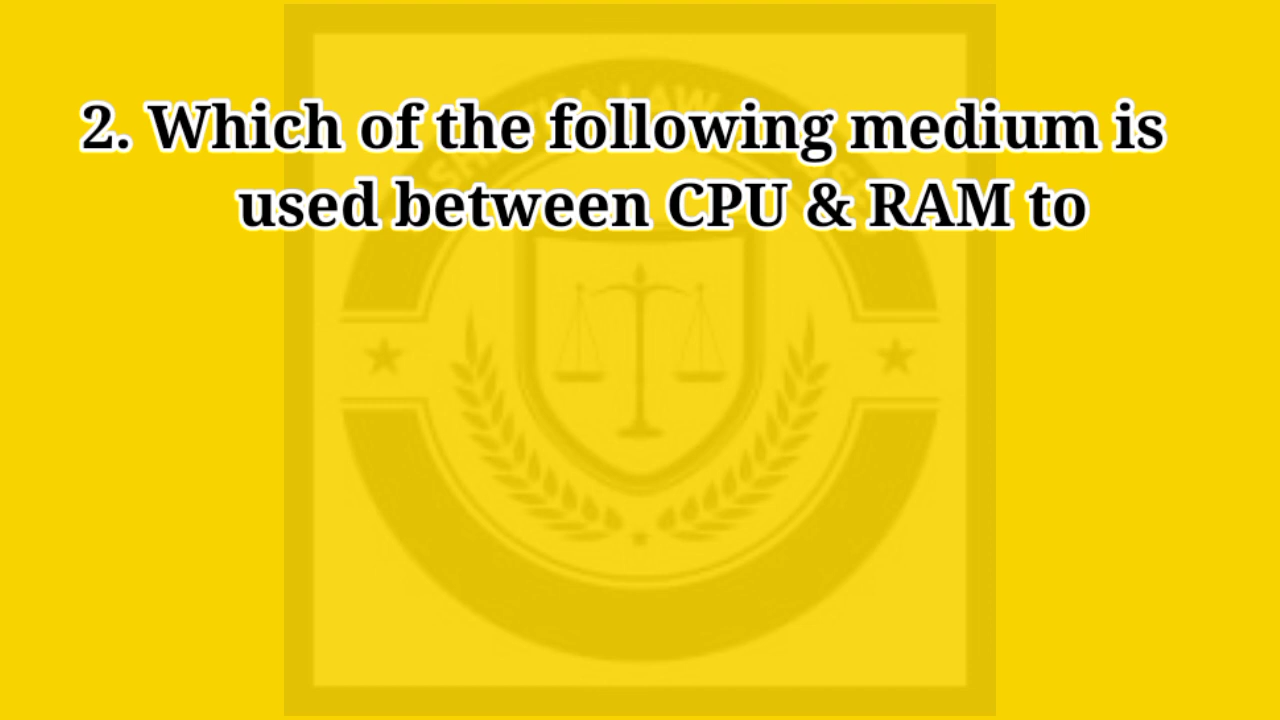 2. Which of the following medium is
used between CPU & RAM to